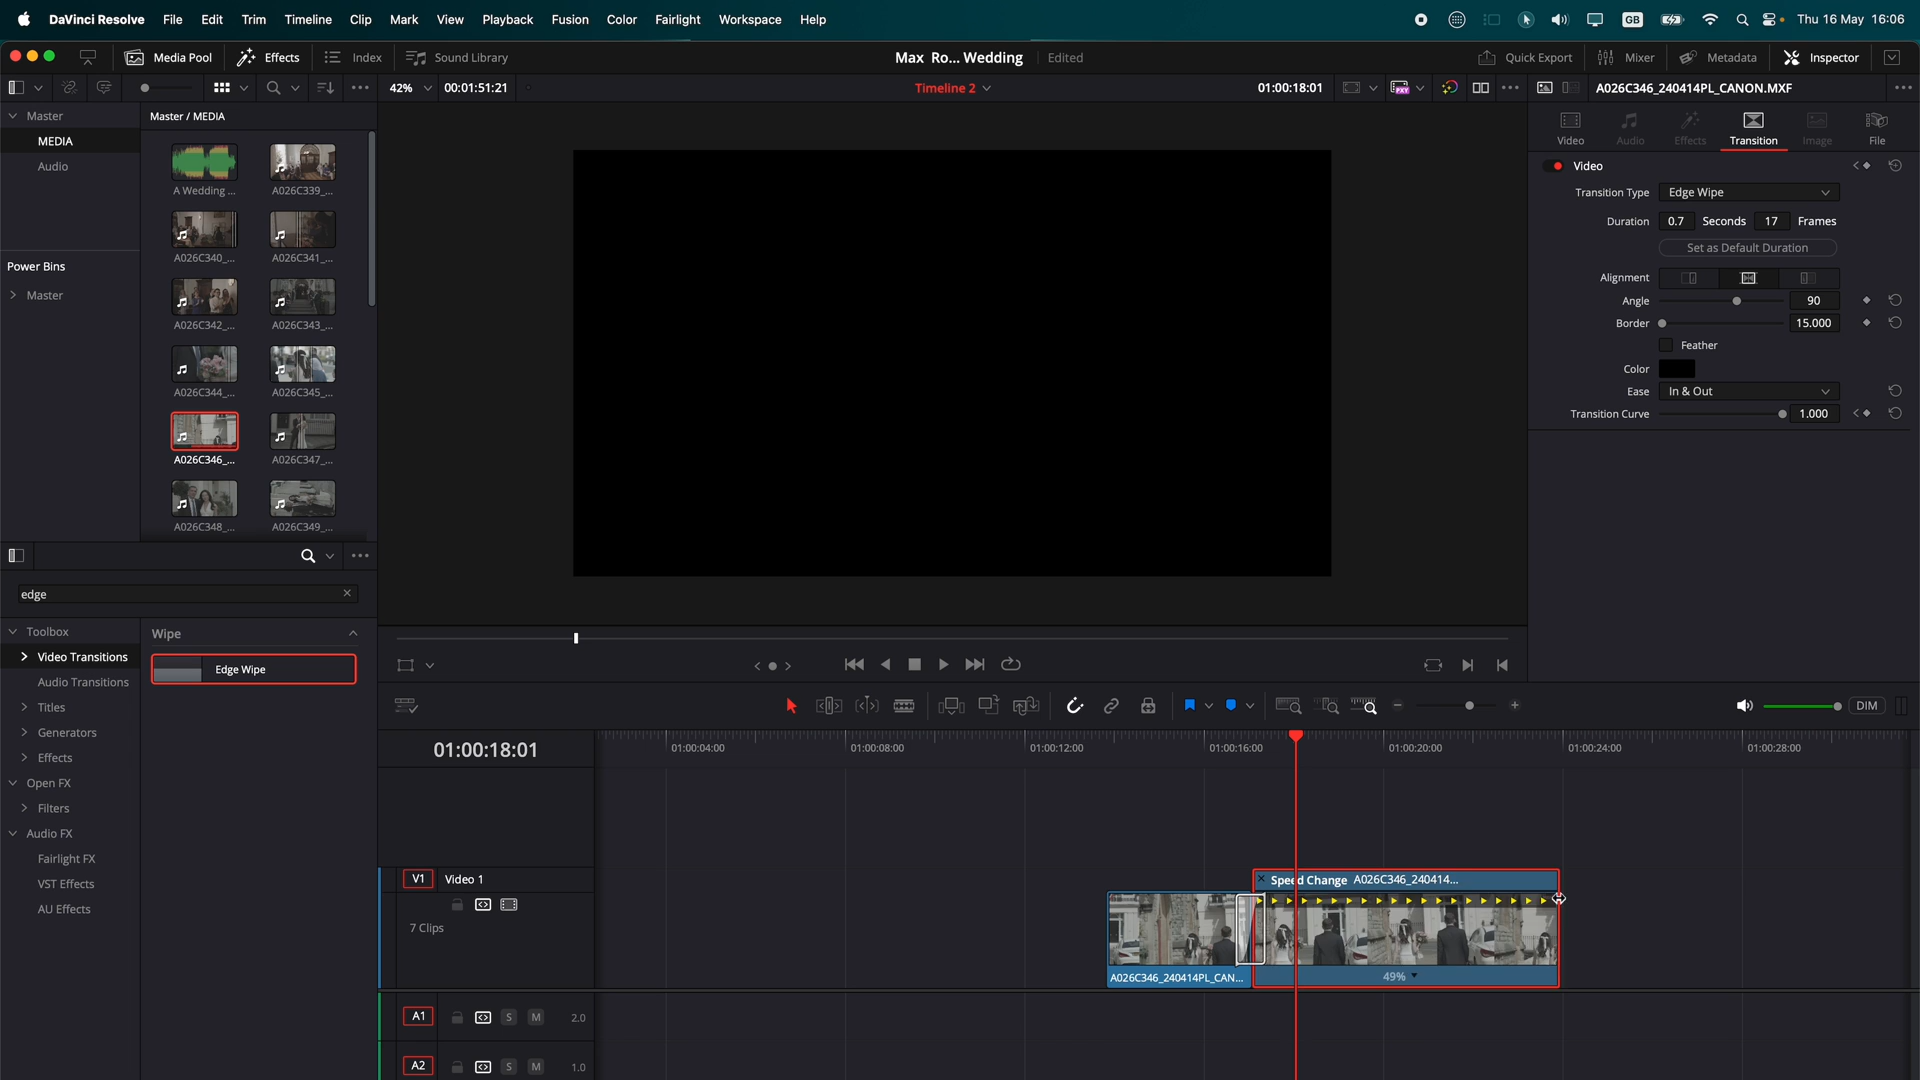 DaVinci Resolve File Edit Trim Timeline Clip Mark View Playback Fusion Color Fairlight Workspace Help GB Thu 16 May 16:06
Media Pool Effects Index Sound Library Max Ro... Wedding Edited Quick Export Mixer Metadata Inspector
42% 00:01:51:21 Timeline 2 01:00:18:01 PXY A026C346_240414PL_CANON.MXF
Master
MEDIA
Audio
Power Bins
Master
Master / MEDIA
A Wedding ... A026C339_...
A026C340_... A026C341_...
A026C342_... A026C343_...
A026C344_... A026C345_...
A026C346_... A026C347_...
A026C348_... A026C349_...
Video Audio Effects Transition Image File
Video
Transition Type Edge Wipe
Duration 0.7 Seconds 17 Frames
Set as Default Duration
Alignment
Angle 90
Border 15.000
Feather
Color
Ease In & Out
Transition Curve 1.000
edge
Toolbox
Video Transitions
Audio Transitions
Titles
Generators
Effects
Open FX
Filters
Audio FX
Fairlight FX
VST Effects
AU Effects
Wipe
Edge Wipe
DIM
01:00:18:01 01:00:04:00 01:00:08:00 01:00:12:00 01:00:16:00 01:00:20:00 01:00:24:00 01:00:28:00
V1 Video 1
7 Clips
Speed Change A026C346_240414...
A026C346_240414PL_CAN... 49%
A1 S M 2.0
A2 S M 1.0